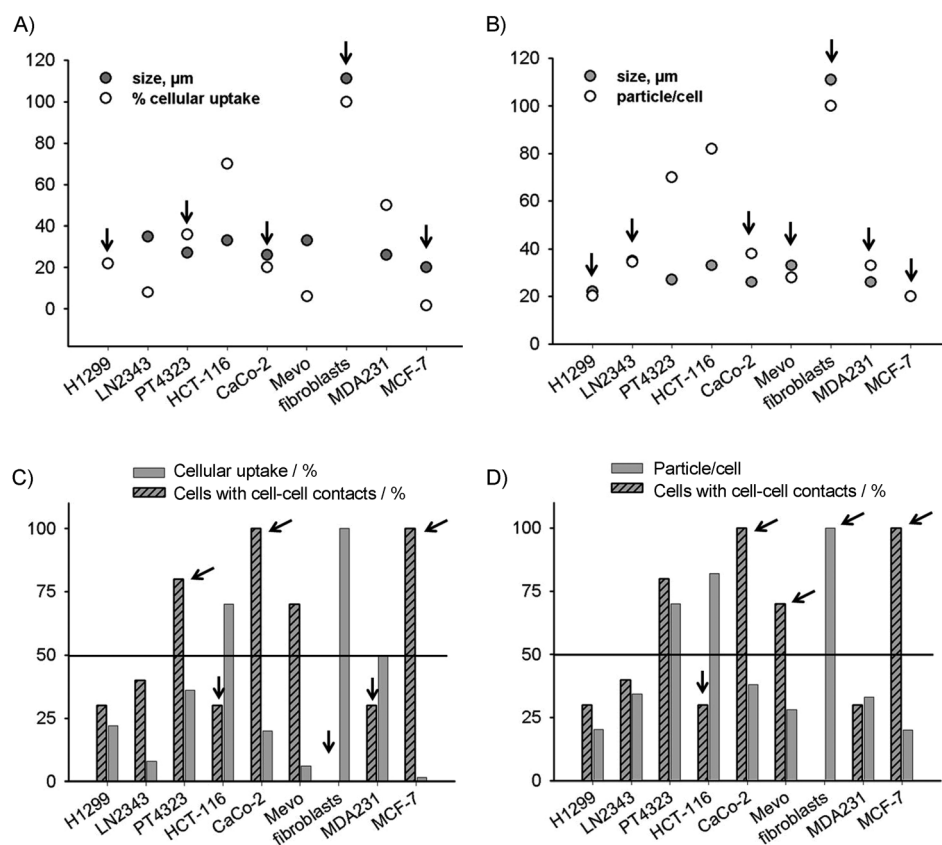 A)
120
100
80
60
40
20
0
size, µm
% cellular uptake
H1299
LN2343
PT4323
HCT-116
CaCo-2
Mevo
fibroblasts
MDA231
MCF-7
B)
120
100
80
60
40
20
0
size, µm
particle/cell
H1299
LN2343
PT4323
HCT-116
CaCo-2
Mevo
fibroblasts
MDA231
MCF-7
C)
Cellular uptake / %
Cells with cell-cell contacts / %
100
75
50
25
0
H1299
LN2343
PT4323
HCT-116
CaCo-2
Mevo
fibroblasts
MDA231
MCF-7
D)
Particle/cell
Cells with cell-cell contacts / %
100
75
50
25
0
H1299
LN2343
PT4323
HCT-116
CaCo-2
Mevo
fibroblasts
MDA231
MCF-7